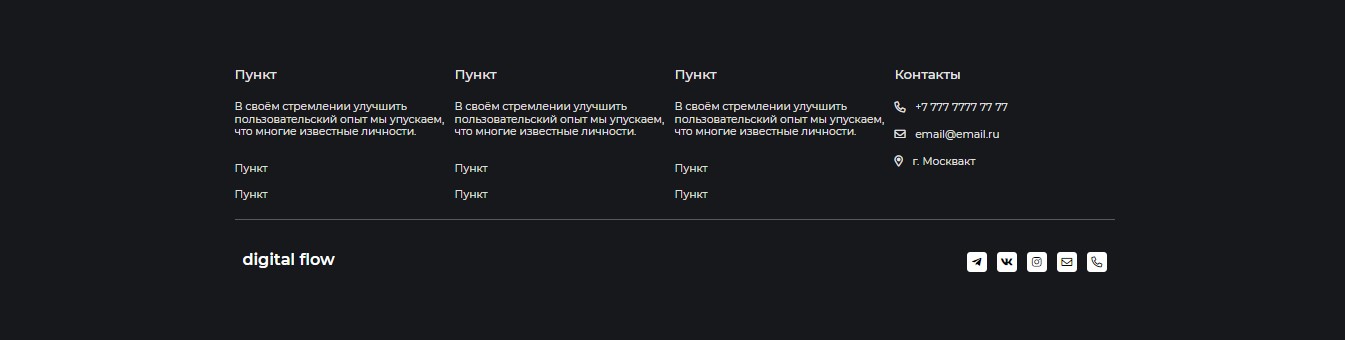 Пункт
В своём стремлении улучшить
пользовательский опыт мы упускаем,
что многие известные личности.
Пункт
Пункт
Пункт
В своём стремлении улучшить
пользовательский опыт мы упускаем,
что многие известные личности.
Пункт
Пункт
Пункт
В своём стремлении улучшить
пользовательский опыт мы упускаем,
что многие известные личности.
Пункт
Пункт
Контакты
+7 777 7777 77 77
email@email.ru
г. Москвакт
digital flow